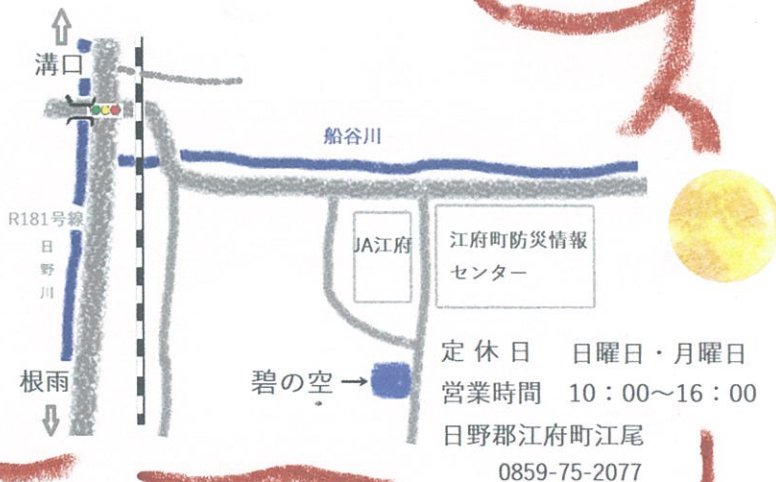 溝口
船谷川
R181号線
日
野
川
JA江府
江府町防災情報
センター
根雨
碧の空→
定休日 日曜日・月曜日
営業時間 10：00～16：00
日野郡江府町江尾
0859-75-2077